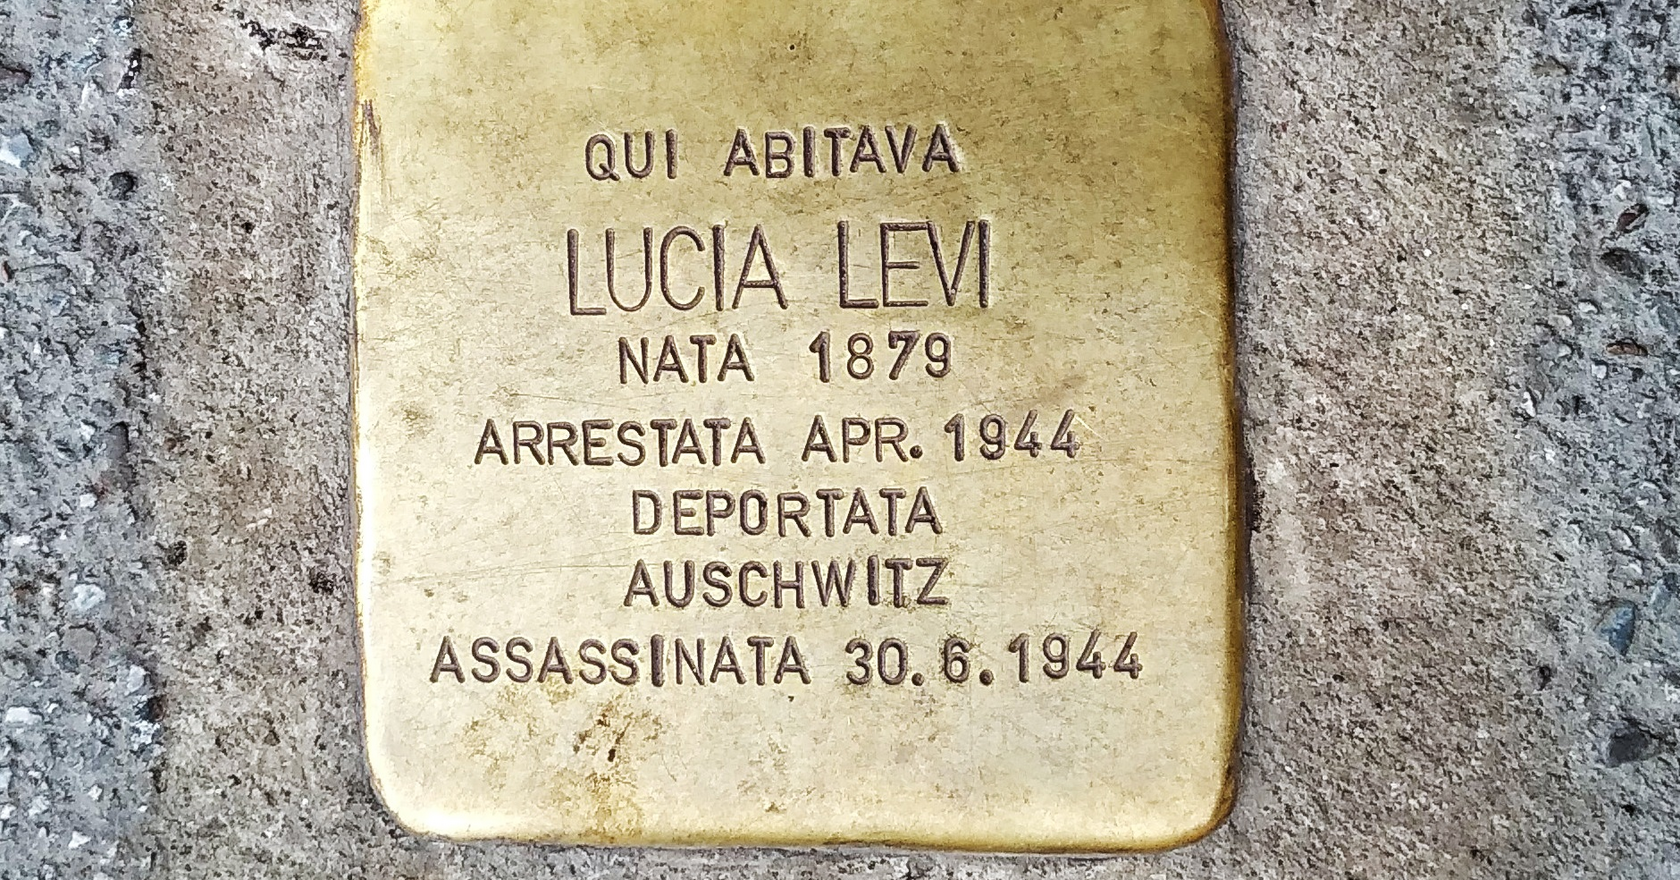 QUI ABITAVA
LUCIA LEVI
NATA 1879
ARRESTATA APR. 1944
DEPORTATA
AUSCHWITZ
ASSASSINATA 30.6.1944